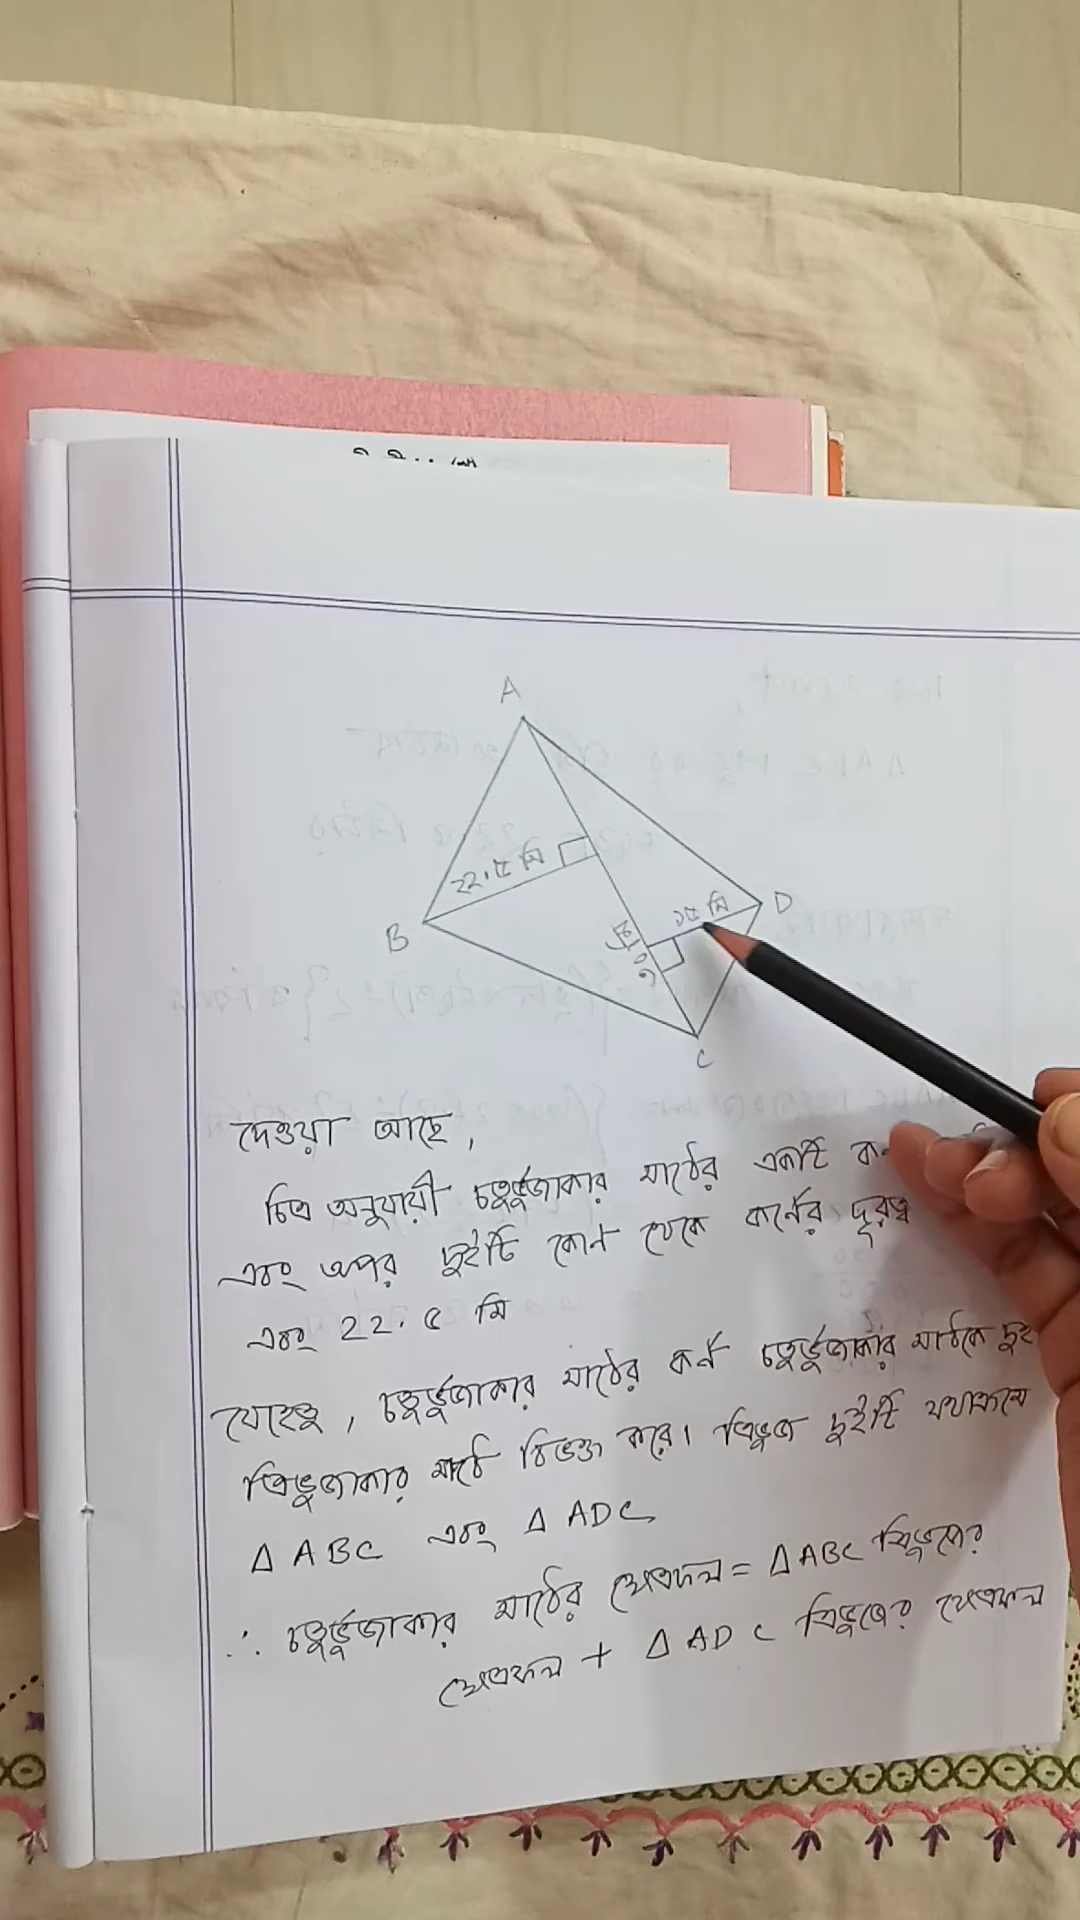 A
22.৫ মি
১৫ মি
D
B
৬০ মি
C
দেওয়া আছে,
চিত্র অনুযায়ী চতুর্ভুজাকার মাঠের একটি
এবং অপর দুইটি কোণ থেকে কর্ণের দূরত্ব
এবং 22.৫ মি
যেহেতু, চতুর্ভুজাকার মাঠের কর্ণ চতুর্ভুজাকার মাঠকে দুই
ত্রিভুজাকার মাঠে বিভক্ত করে। ত্রিভুজ দুইটি যথাক্রমে
Δ ABC এবং Δ ADC
∴ চতুর্ভুজাকার মাঠের ক্ষেত্রফল = Δ ABC ত্রিভুজের
ক্ষেত্রফল + Δ ADC ত্রিভুজের ক্ষেত্রফল